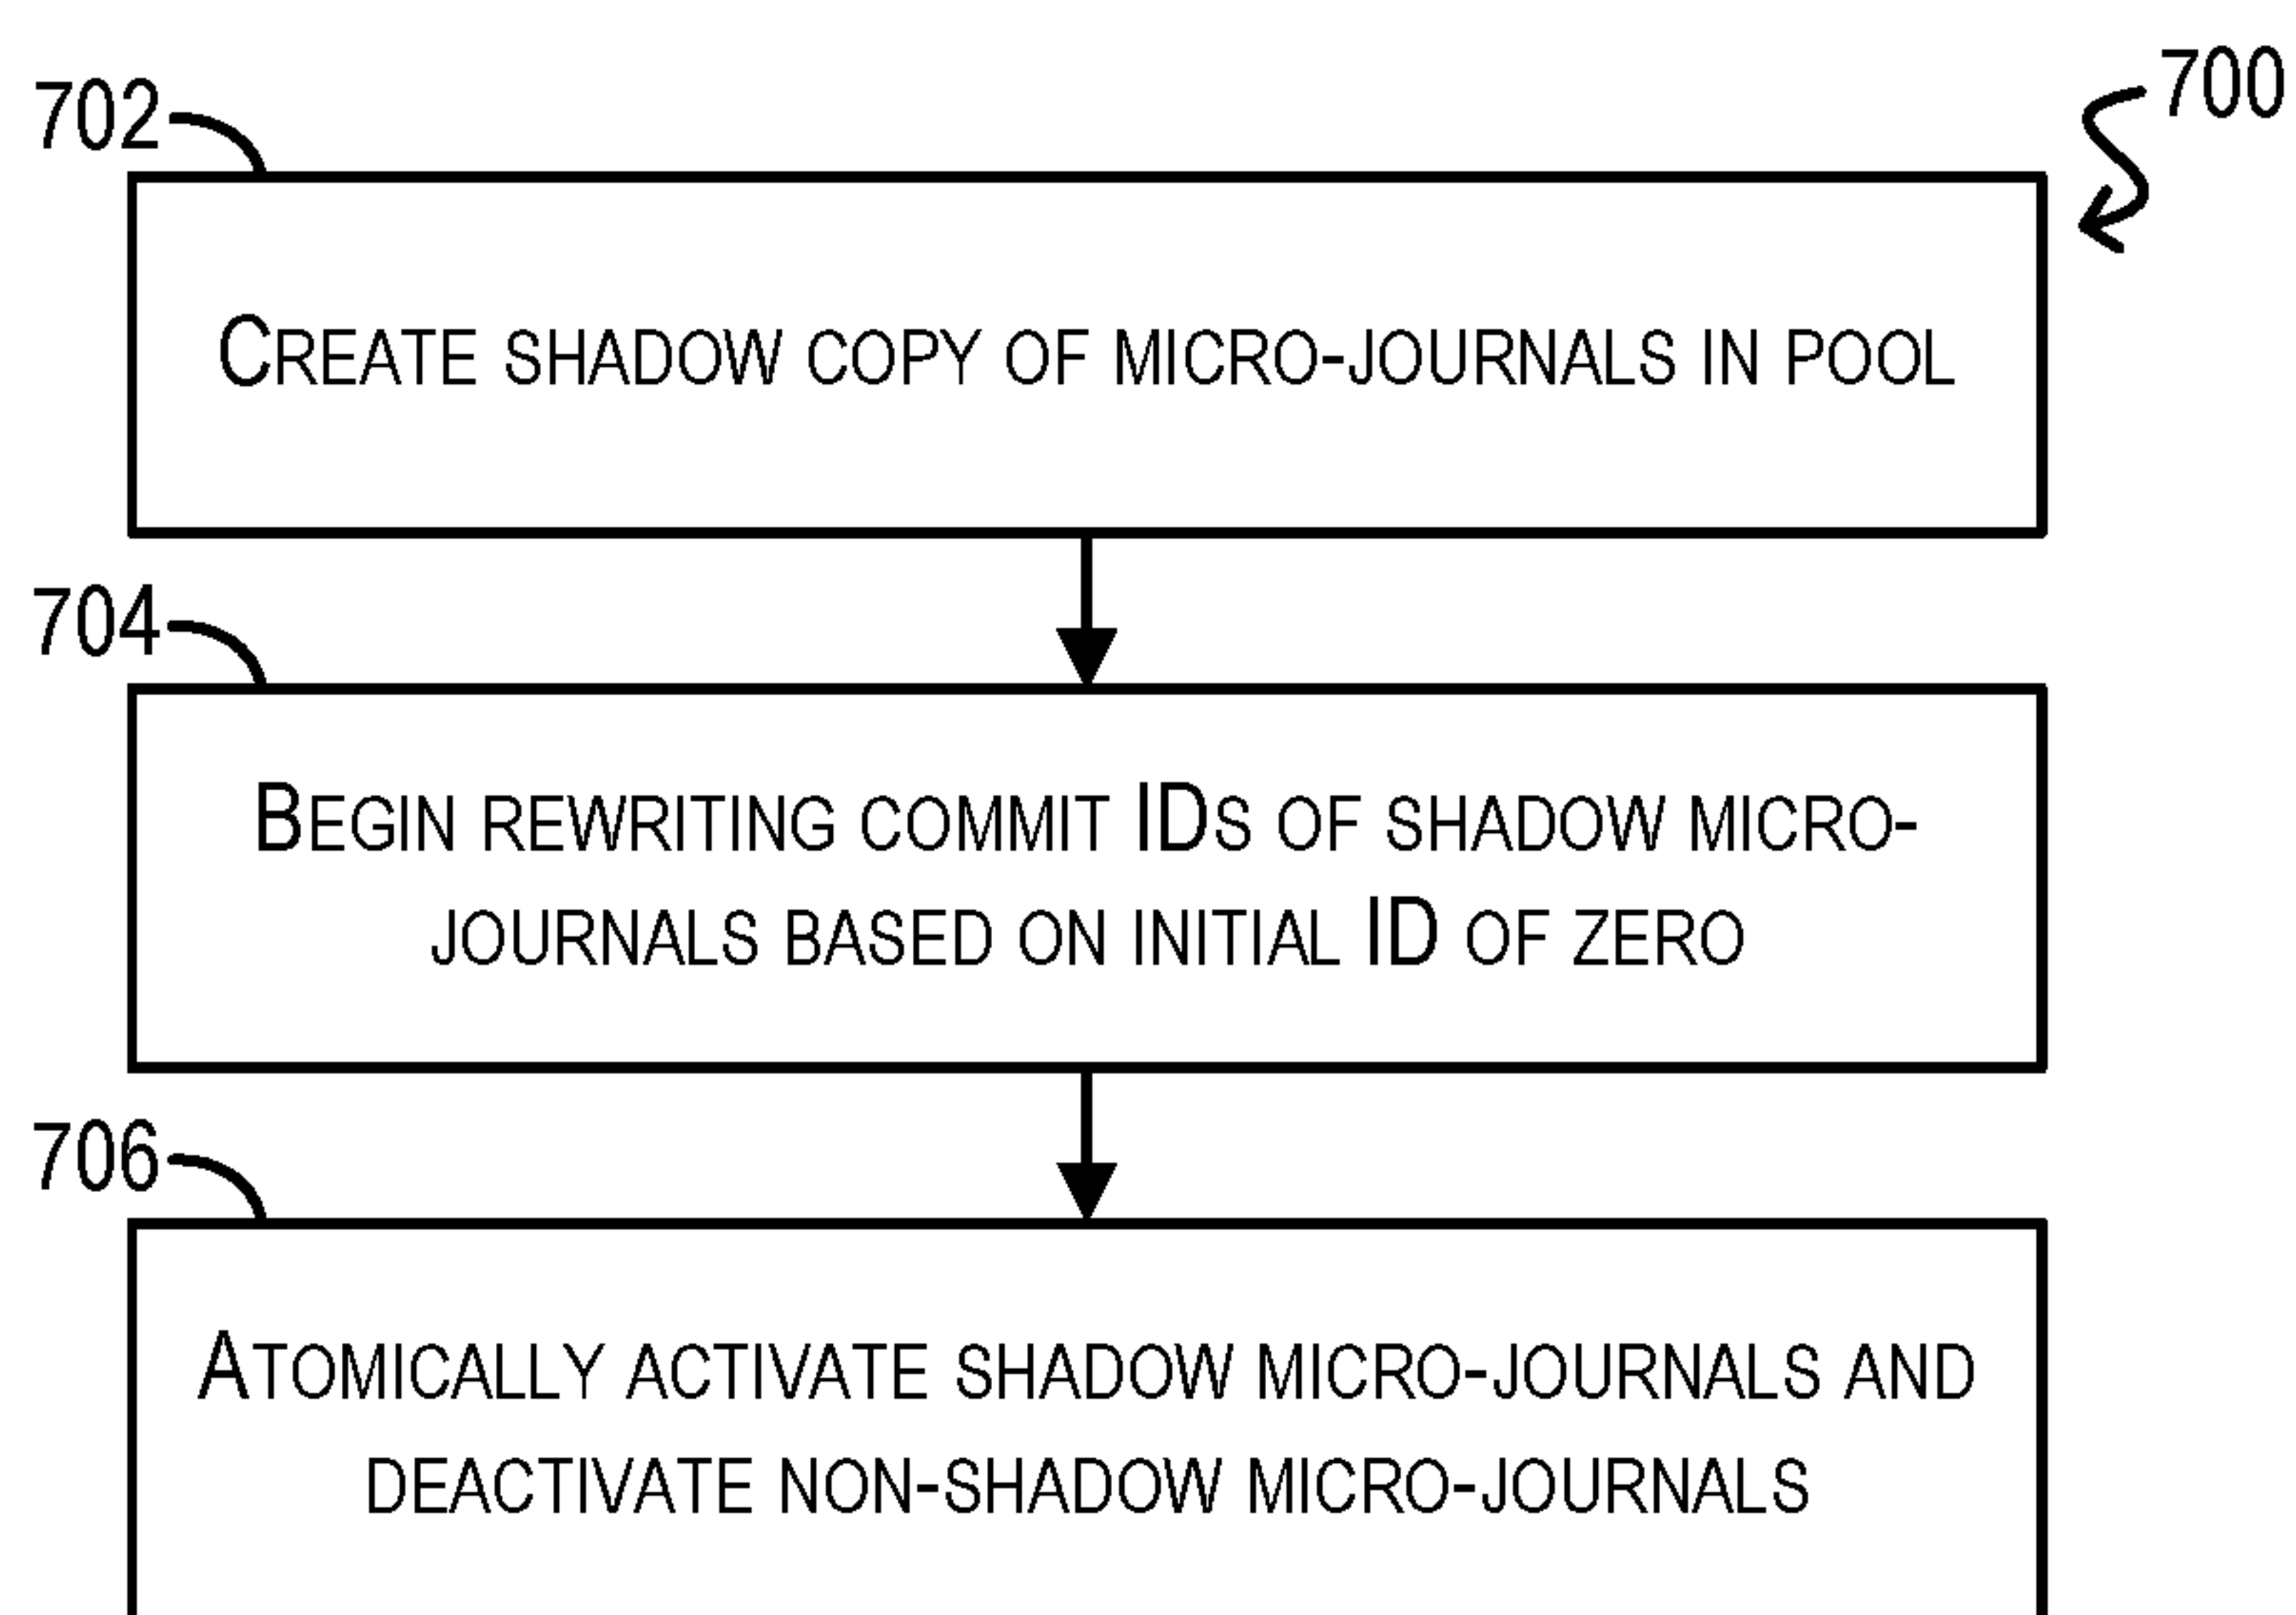 700
702
CREATE SHADOW COPY OF MICRO-JOURNALS IN POOL
704
BEGIN REWRITING COMMIT IDS OF SHADOW MICRO-
JOURNALS BASED ON INITIAL ID OF ZERO
706
ATOMICALLY ACTIVATE SHADOW MICRO-JOURNALS AND
DEACTIVATE NON-SHADOW MICRO-JOURNALS